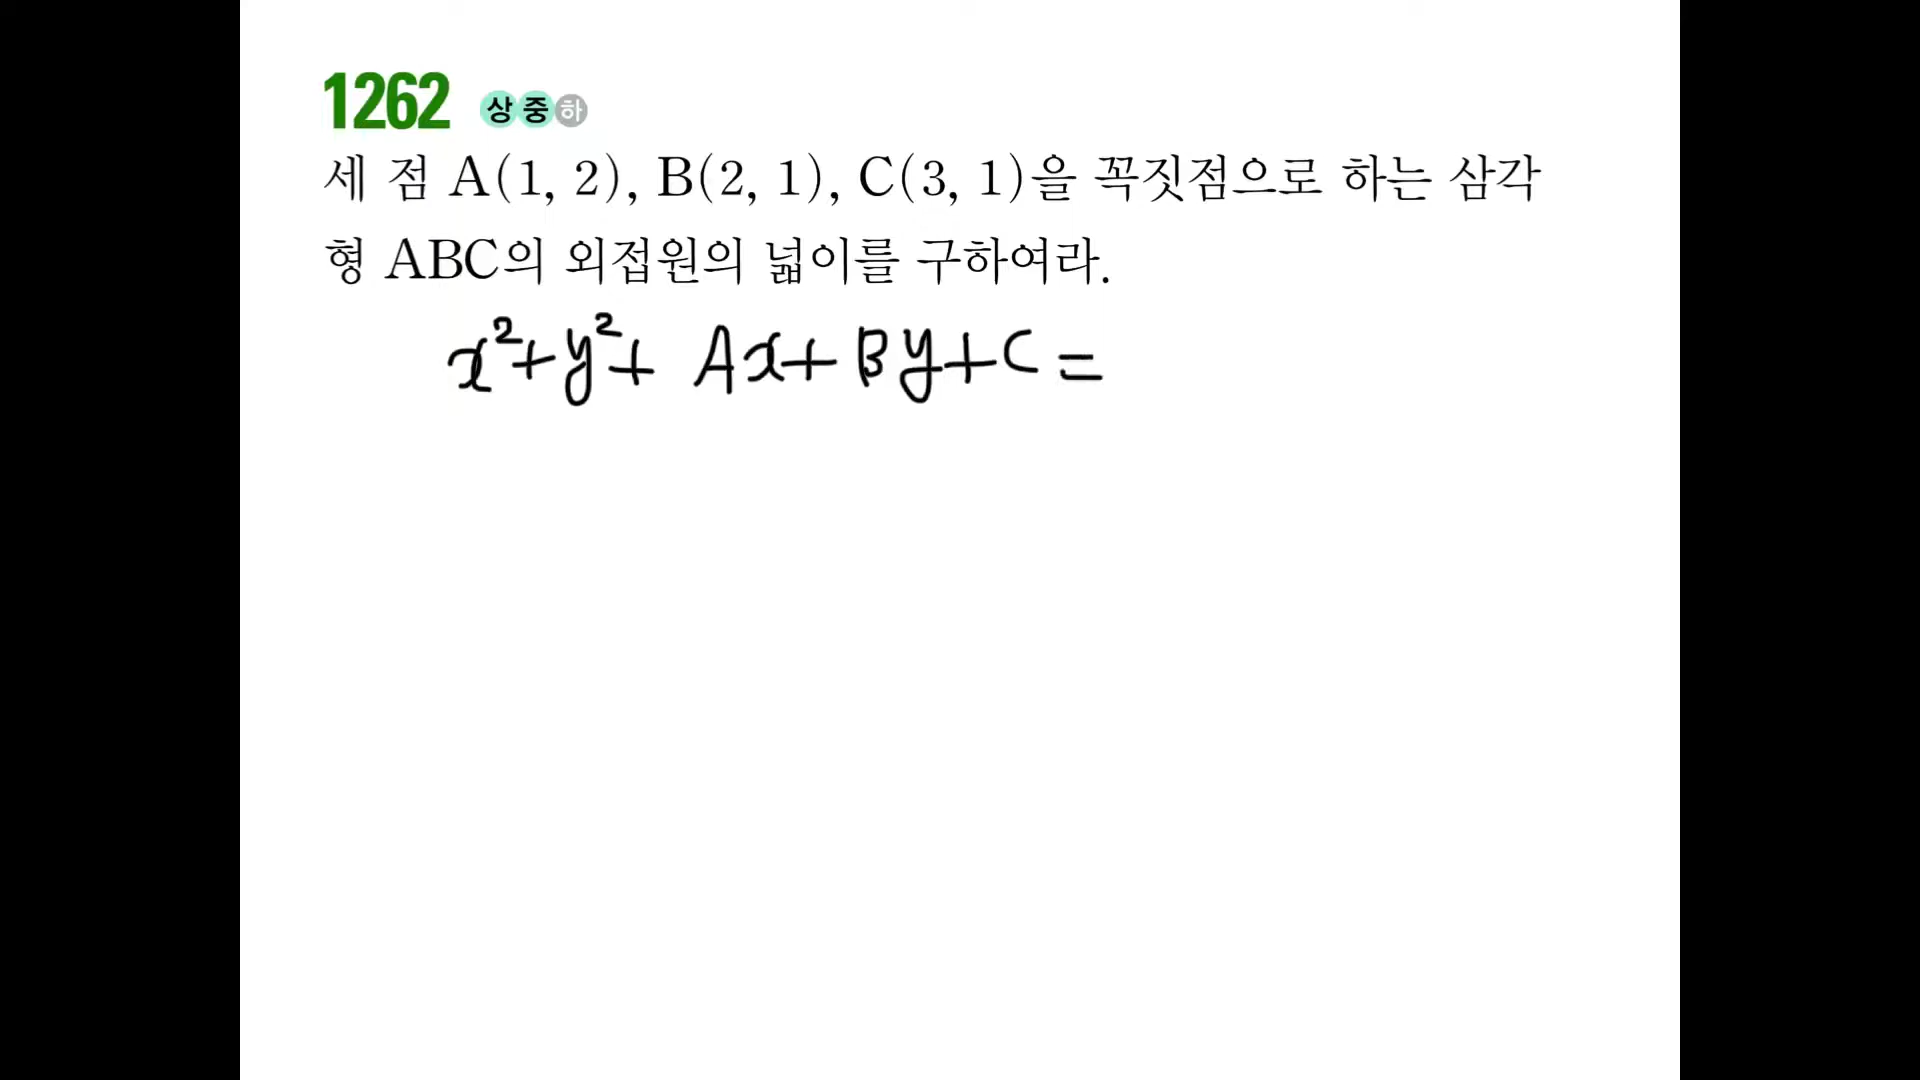 1262 상 중 하
세 점 A(1, 2), B(2, 1), C(3, 1)을 꼭짓점으로 하는 삼각
형 ABC의 외접원의 넓이를 구하여라.
x²+y²+ Ax+By+C=